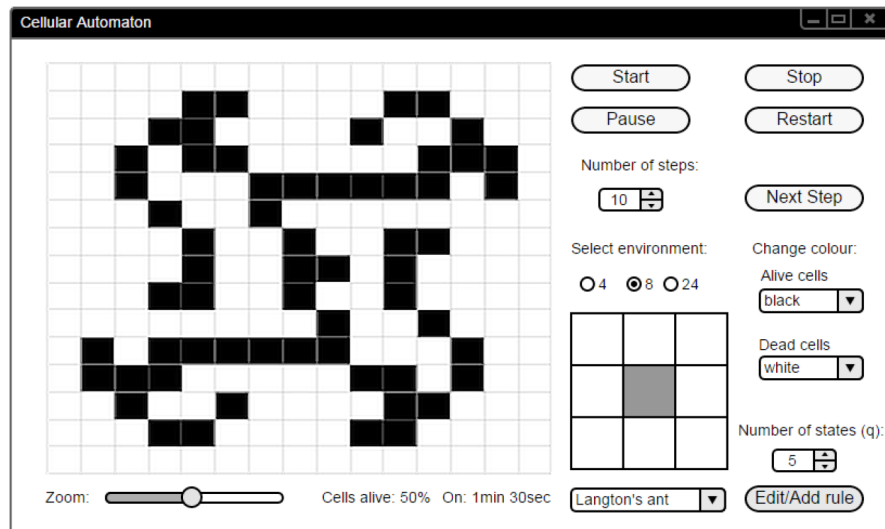 Cellular Automaton
Start
Stop
Pause
Restart
Number of steps:
10
Next Step
Select environment:
Change colour:
4
8
24
Alive cells
black
Dead cells
white
Number of states (q):
5
Zoom:
Cells alive: 50% On: 1min 30sec
Langton's ant
Edit/Add rule